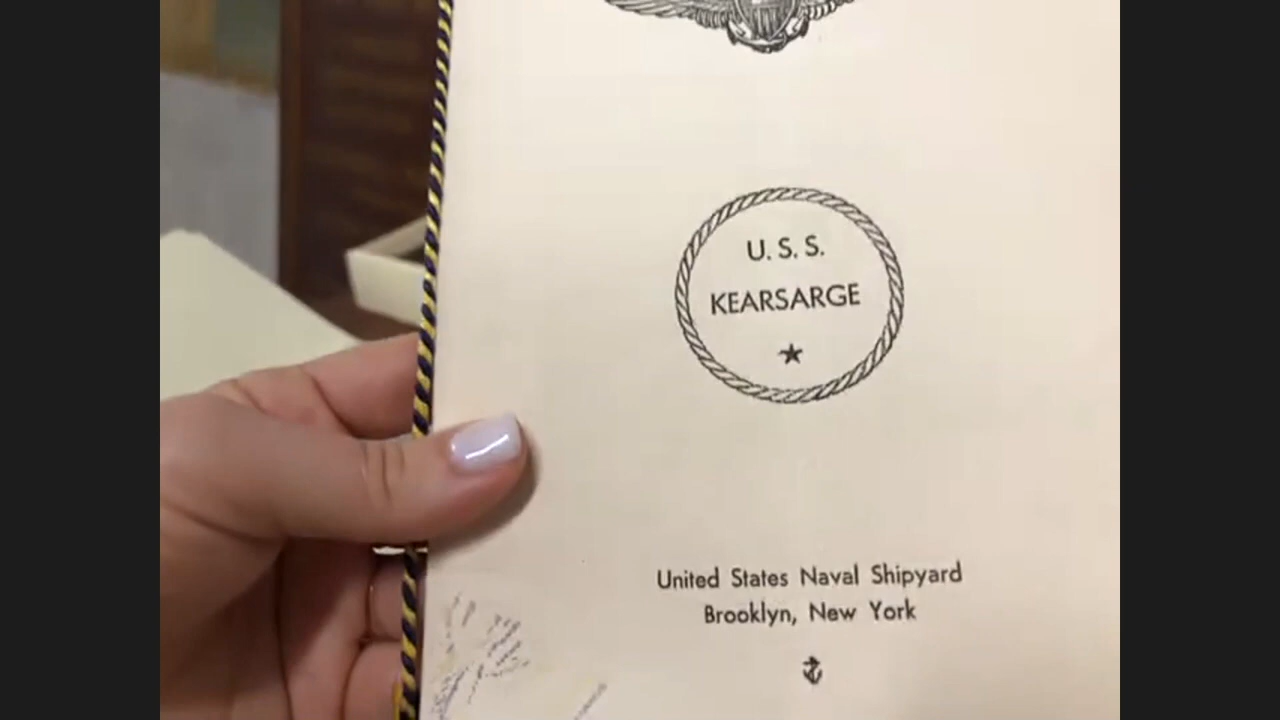 U. S. S.
KEARSARGE
United States Naval Shipyard
Brooklyn, New York